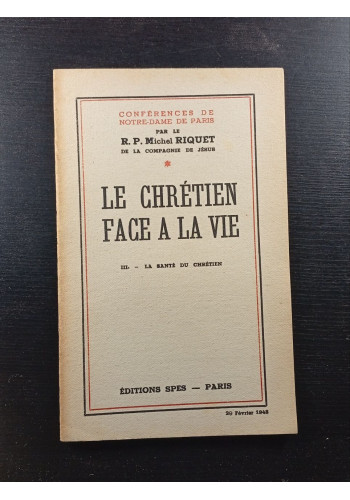 CONFÉRENCES DE
NOTRE-DAME DE PARIS
PAR LE
R. P. Michel RIQUET
DE LA COMPAGNIE DE JÉSUS
*
LE CHRÉTIEN
FACE A LA VIE
III. — LA SANTÉ DU CHRÉTIEN
ÉDITIONS SPES — PARIS
Février 1948